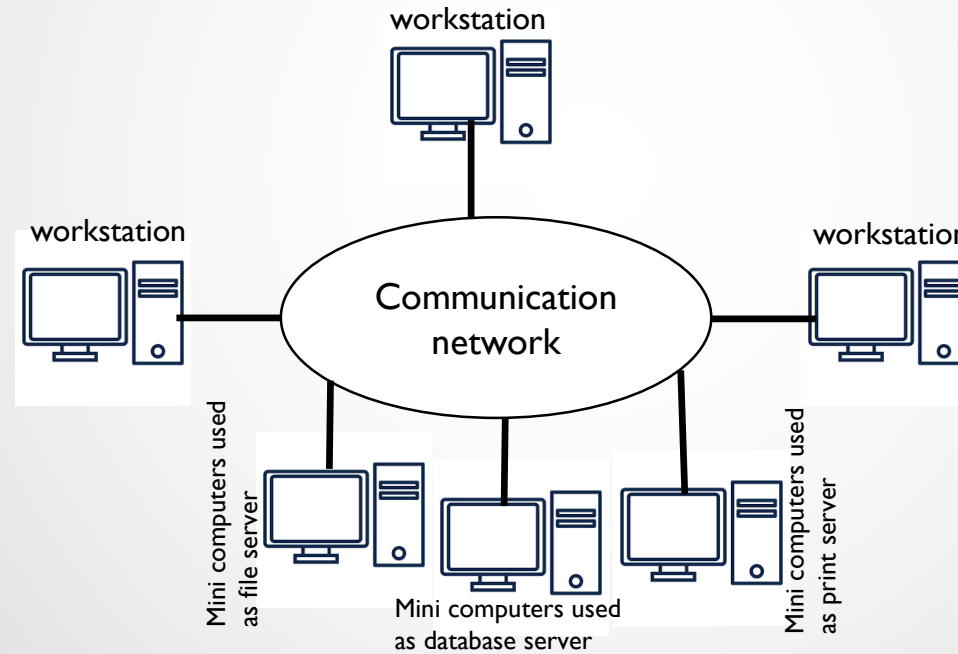 workstation
workstation
workstation
Communication
network
Mini computers used
as file server
Mini computers used
as database server
Mini computers used
as print server